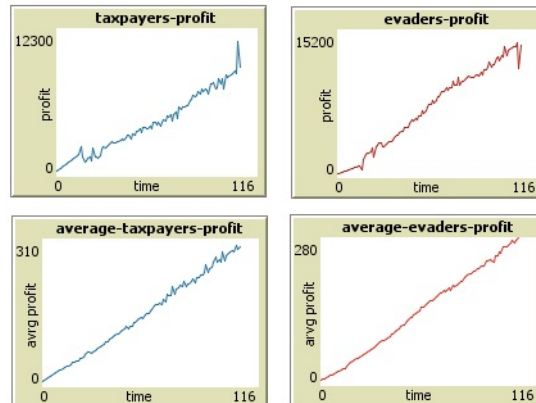 taxpayers-profit
12300
profit
0
0
time
116
evaders-profit
15200
profit
0
0
time
116
average-taxpayers-profit
310
avrg profit
0
0
time
116
average-evaders-profit
280
arvg profit
0
0
time
116